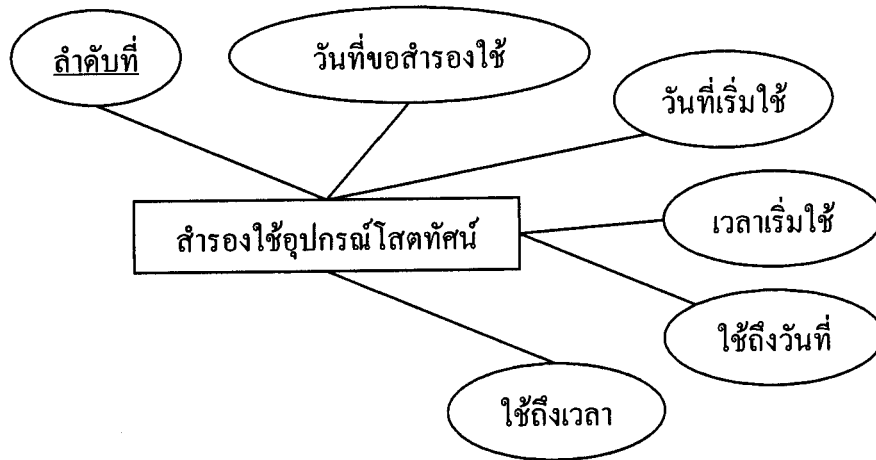 ลำดับที่
วันที่ขอสำรองใช้
วันที่เริ่มใช้
เวลาเริ่มใช้
สำรองใช้อุปกรณ์โสตทัศน์
ใช้ถึงวันที่
ใช้ถึงเวลา